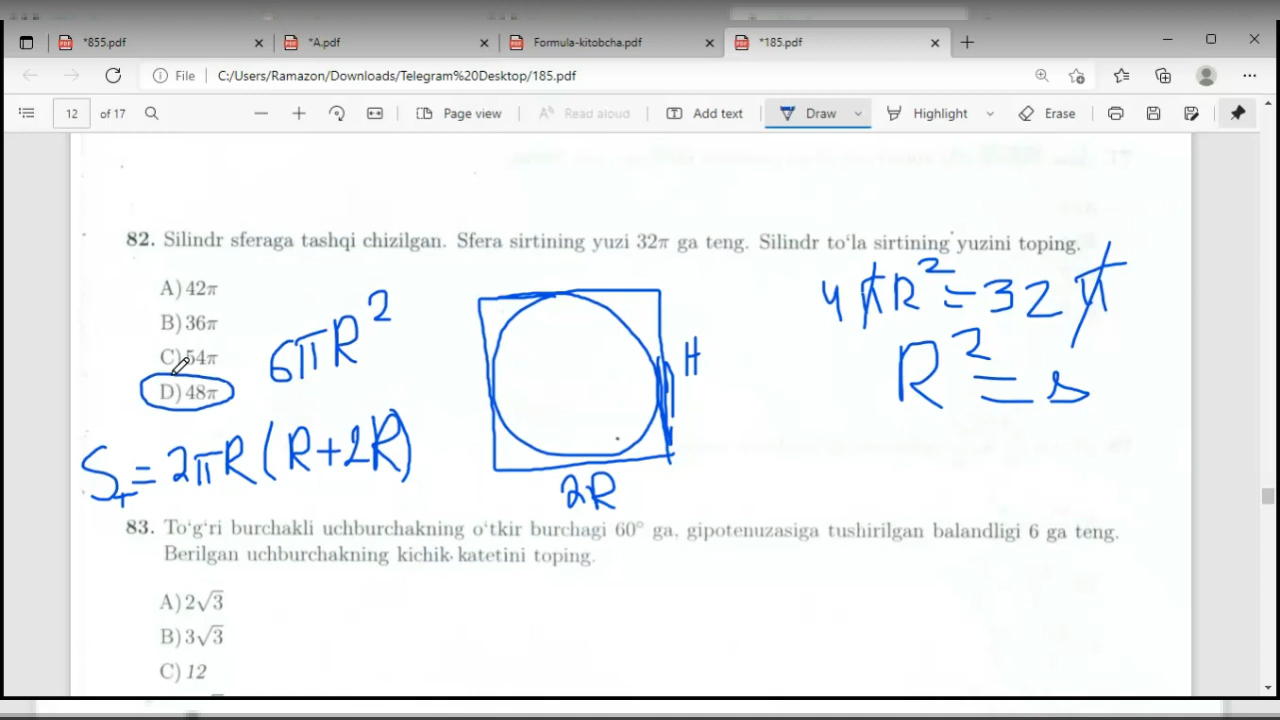 *855.pdf
*A.pdf
Formula-kitobcha.pdf
*185.pdf
File
C:/Users/Ramazon/Downloads/Telegram%20Desktop/185.pdf
12 of 17
Page view
Read aloud
Add text
Draw
Highlight
Erase
82. Silindr sferaga tashqi chizilgan. Sfera sirtining yuzi 32π ga teng. Silindr to‘la sirtining yuzini toping.
A) 42π
B) 36π
C) 54π
D) 48π
6πR²
S_T = 2πR(R+2R)
H
2R
4πR² = 32π
R² = 8
83. To‘g‘ri burchakli uchburchakning o‘tkir burchagi 60° ga, gipotenuzasiga tushirilgan balandligi 6 ga teng.
Berilgan uchburchakning kichik katetini toping.
A) 2√3
B) 3√3
C) 12